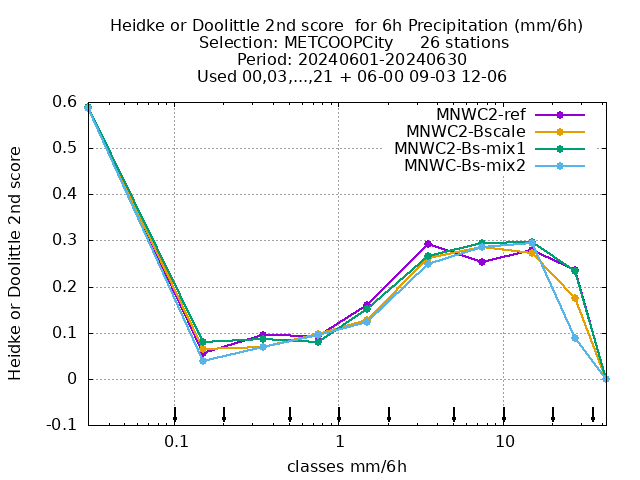 Heidke or Doolittle 2nd score  for 6h Precipitation (mm/6h)
Selection: METCOOPCity     26 stations
Period: 20240601-20240630
Used 00,03,...,21 + 06-00 09-03 12-06
Heidke or Doolittle 2nd score
0.6
0.5
0.4
0.3
0.2
0.1
0
-0.1
MNWC2-ref
MNWC2-Bscale
MNWC2-Bs-mix1
MNWC-Bs-mix2
0.1 1 10
classes mm/6h